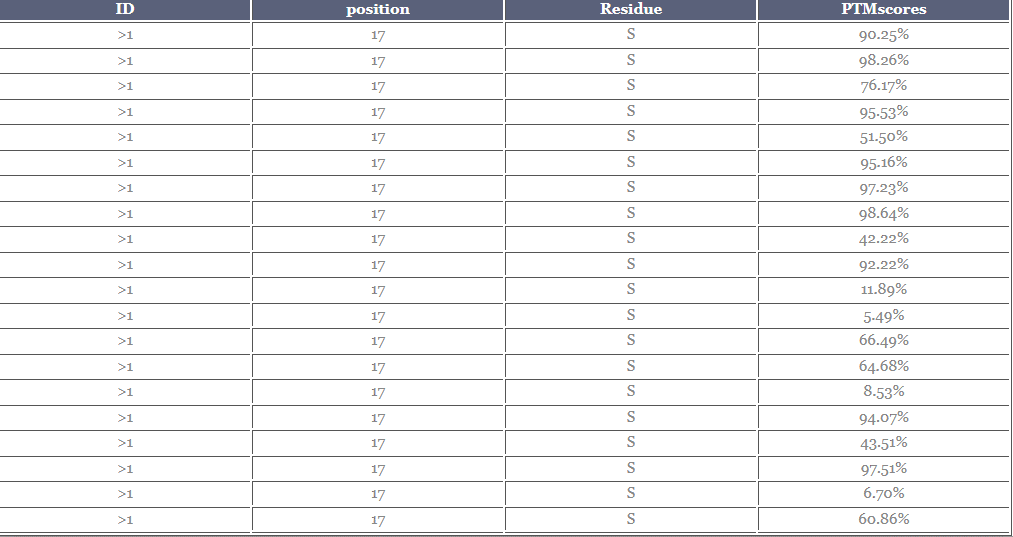 ID position Residue PTMscores
>1 17 S 90.25%
>1 17 S 98.26%
>1 17 S 76.17%
>1 17 S 95.53%
>1 17 S 51.50%
>1 17 S 95.16%
>1 17 S 97.23%
>1 17 S 98.64%
>1 17 S 42.22%
>1 17 S 92.22%
>1 17 S 11.89%
>1 17 S 5.49%
>1 17 S 66.49%
>1 17 S 64.68%
>1 17 S 8.53%
>1 17 S 94.07%
>1 17 S 43.51%
>1 17 S 97.51%
>1 17 S 6.70%
>1 17 S 60.86%